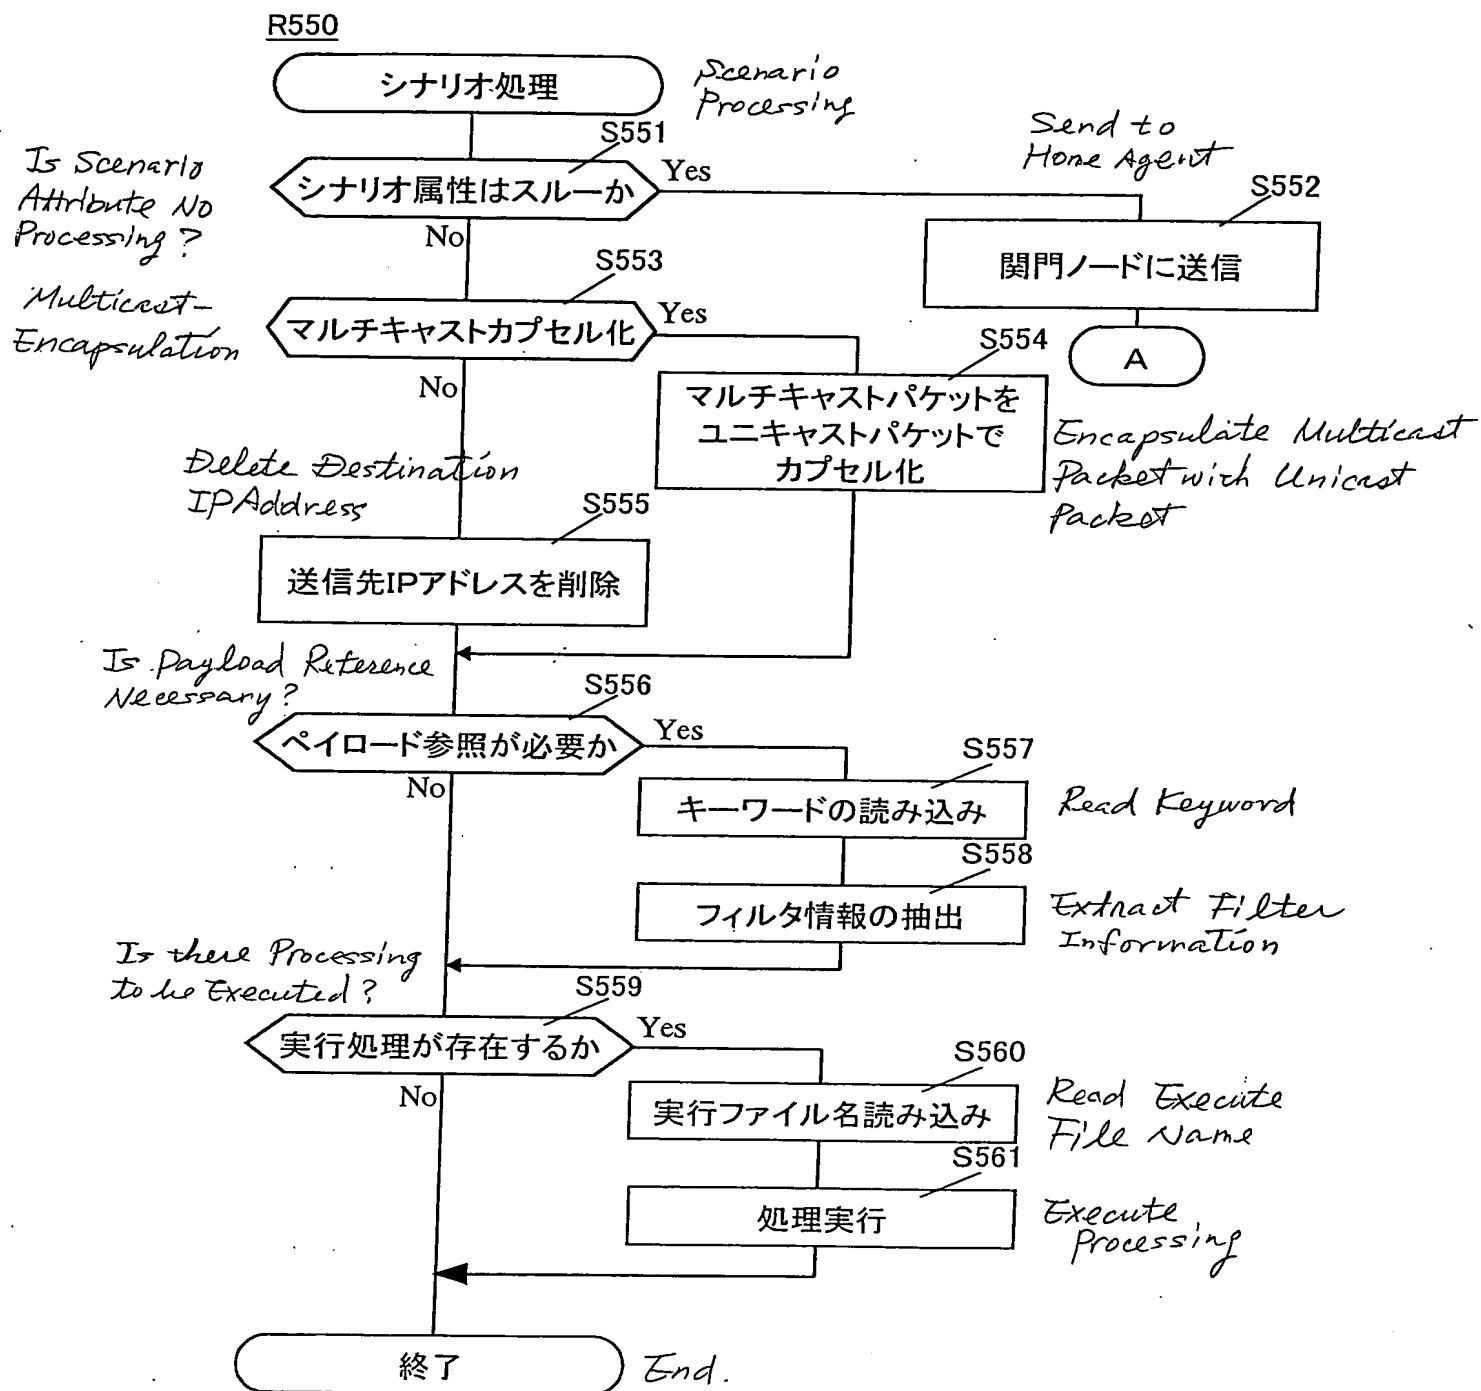 R550
シナリオ処理
Scenario
Processing
S551
Is Scenario
Attribute No
Processing?
シナリオ属性はスルーか
Yes
No
Send to
Home Agent
S552
関門ノードに送信
A
S553
Multicast-
Encapsulation
マルチキャストカプセル化
Yes
No
S554
マルチキャストパケットを
ユニキャストパケットで
カプセル化
Encapsulate Multicast
Packet with Unicast
Packet
Delete Destination
IP Address
S555
送信先IPアドレスを削除
Is Payload Reference
Necessary?
S556
ペイロード参照が必要か
Yes
No
S557
キーワードの読み込み
Read Keyword
S558
フィルタ情報の抽出
Extract Filter
Information
Is there Processing
to be Executed?
S559
実行処理が存在するか
Yes
No
S560
実行ファイル名読み込み
Read Execute
File Name
S561
処理実行
Execute
Processing
終了
End.